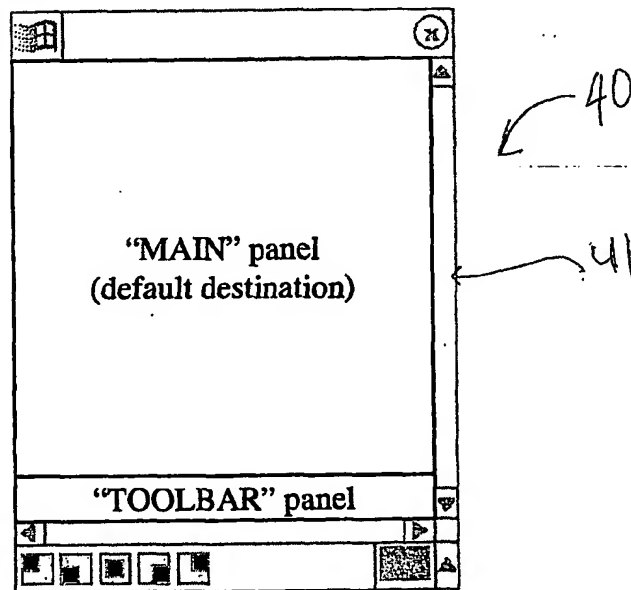 x
40
"MAIN" panel
(default destination)
41
"TOOLBAR" panel